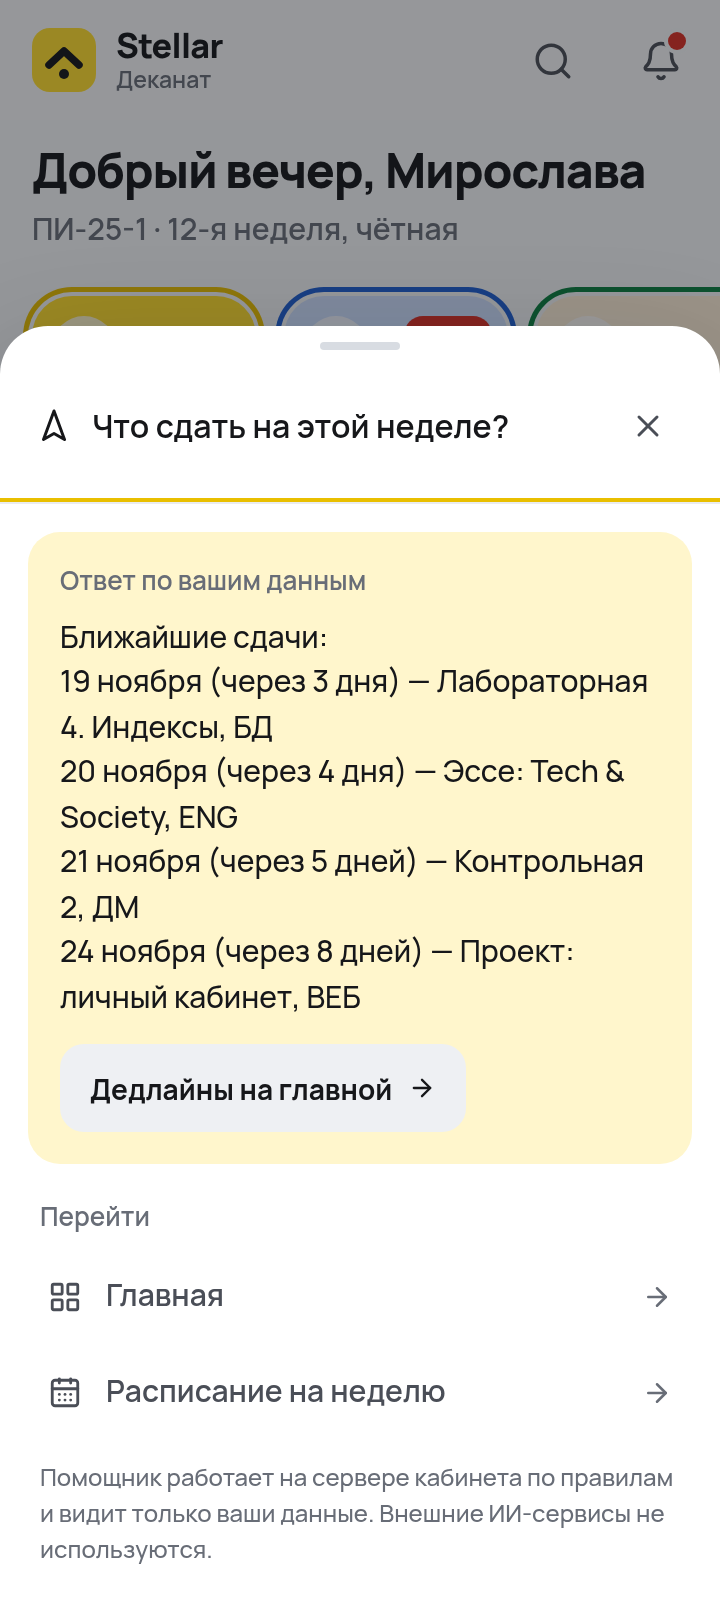 Stellar
Деканат
Добрый вечер, Мирослава
ПИ-25-1 · 12-я неделя, чётная
Что сдать на этой неделе?
Ответ по вашим данным
Ближайшие сдачи:
19 ноября (через 3 дня) — Лабораторная
4. Индексы, БД
20 ноября (через 4 дня) — Эссе: Tech &
Society, ENG
21 ноября (через 5 дней) — Контрольная
2, ДМ
24 ноября (через 8 дней) — Проект:
личный кабинет, ВЕБ
Дедлайны на главной
Перейти
Главная
Расписание на неделю
Помощник работает на сервере кабинета по правилам
и видит только ваши данные. Внешние ИИ-сервисы не
используются.